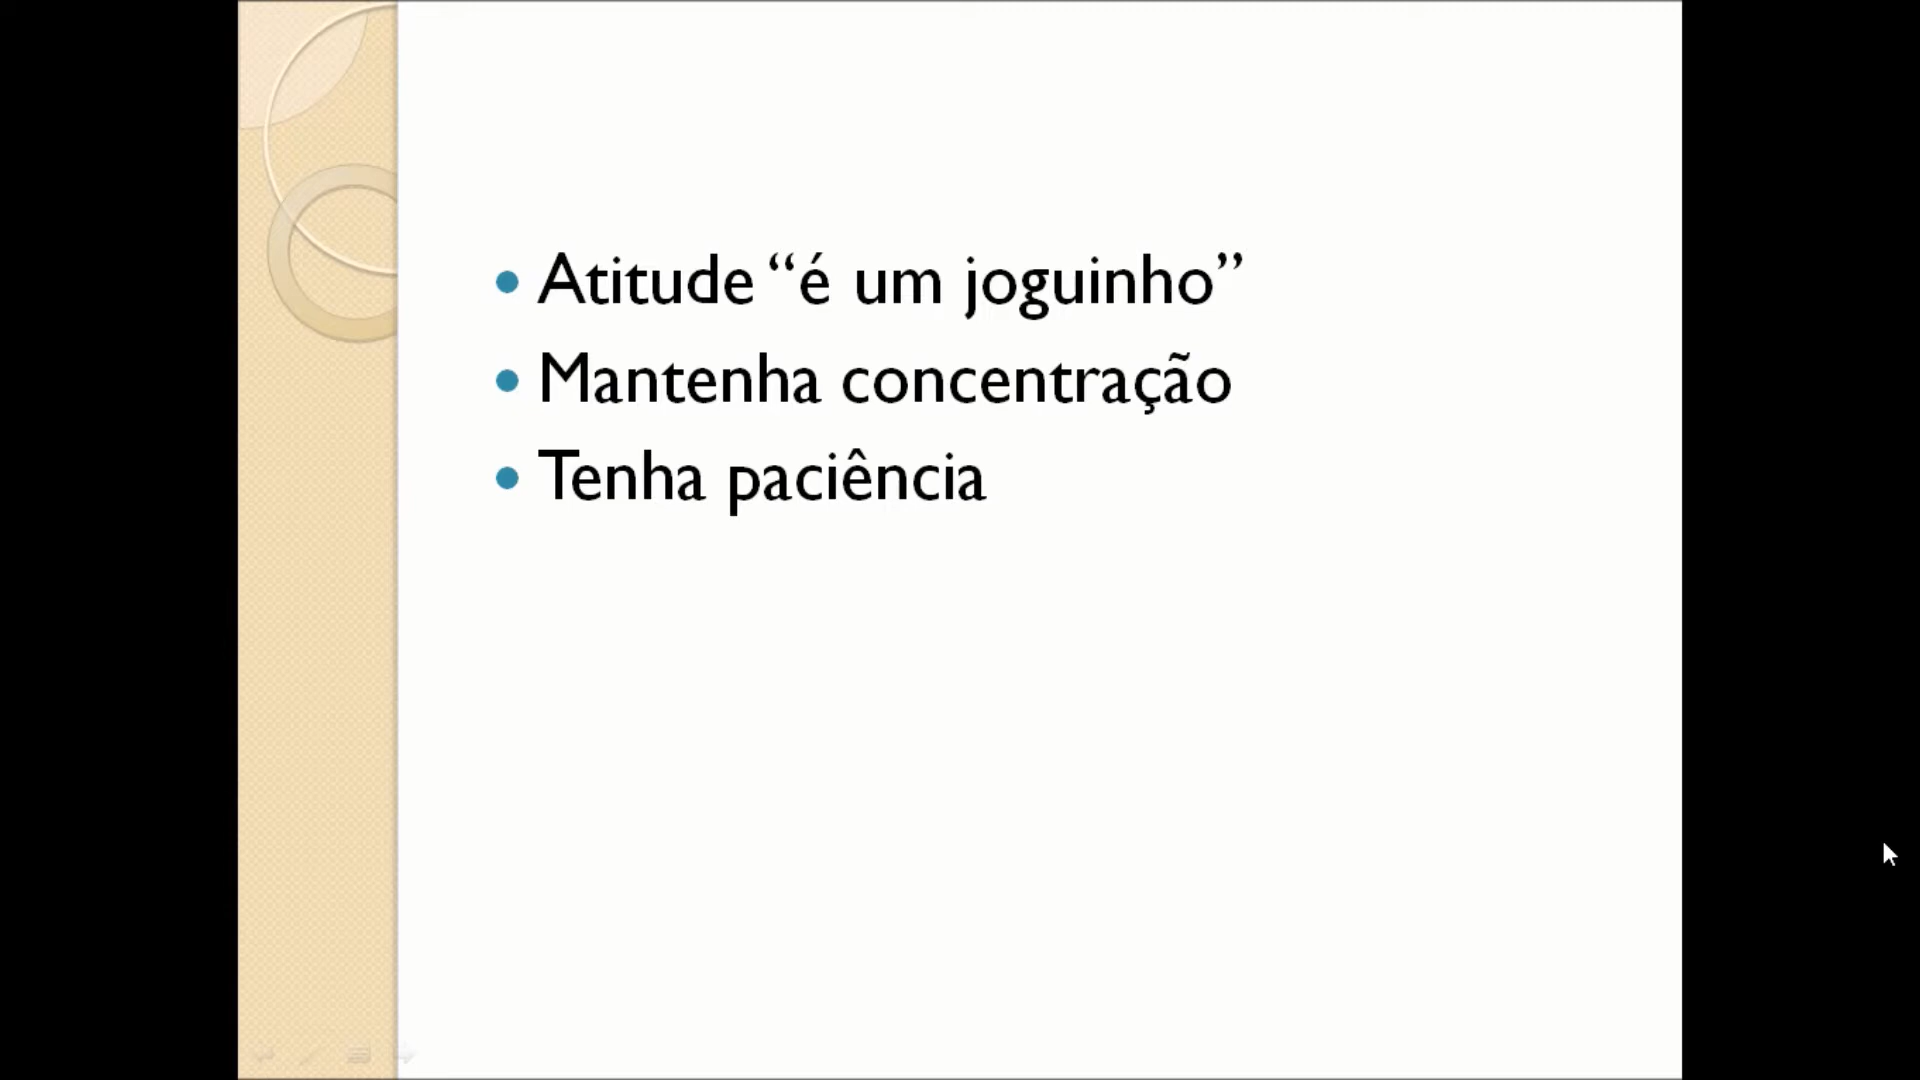 • Atitude “é um joguinho”
• Mantenha concentração
• Tenha paciência